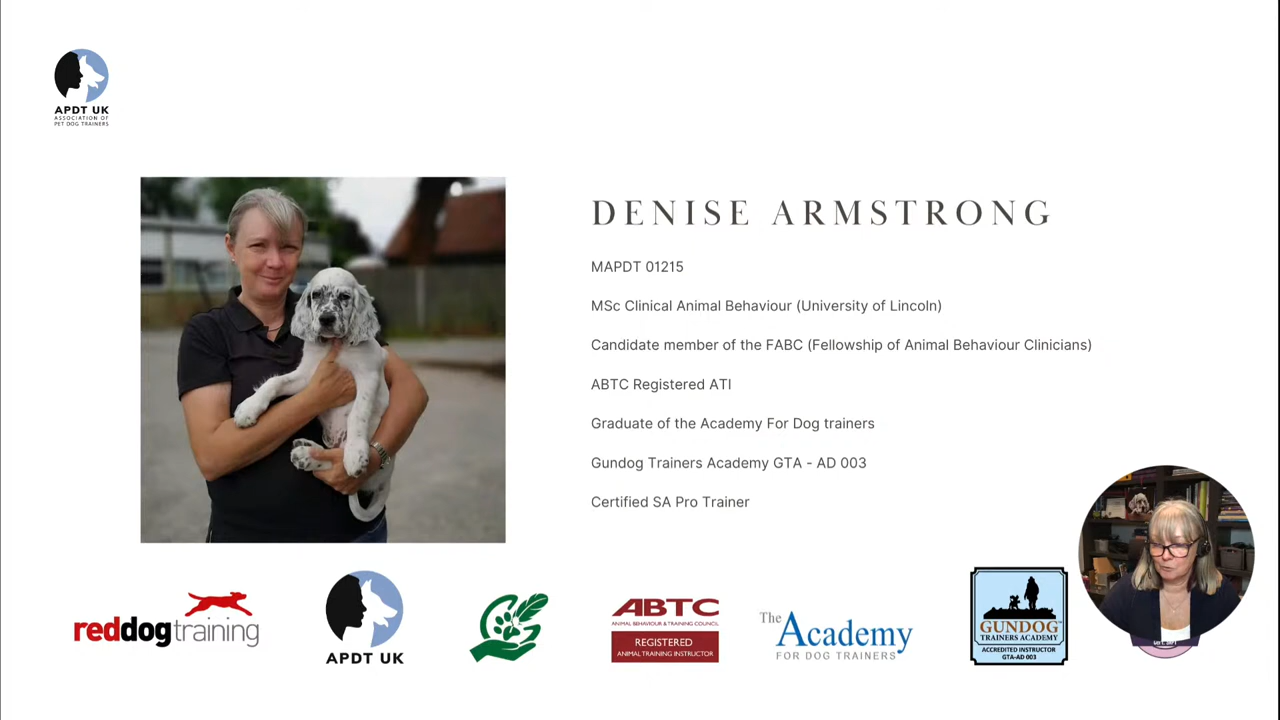 APDT UK
ASSOCIATION OF
PET DOG TRAINERS
DENISE ARMSTRONG
MAPDT 01215
MSc Clinical Animal Behaviour (University of Lincoln)
Candidate member of the FABC (Fellowship of Animal Behaviour Clinicians)
ABTC Registered ATI
Graduate of the Academy For Dog trainers
Gundog Trainers Academy GTA - AD 003
Certified SA Pro Trainer
reddogtraining
APDT UK
ABTC
ANIMAL BEHAVIOUR & TRAINING COUNCIL
REGISTERED
ANIMAL TRAINING INSTRUCTOR
The Academy
FOR DOG TRAINERS
GUNDOG
TRAINERS ACADEMY
ACCREDITED INSTRUCTOR
GTA-AD 003